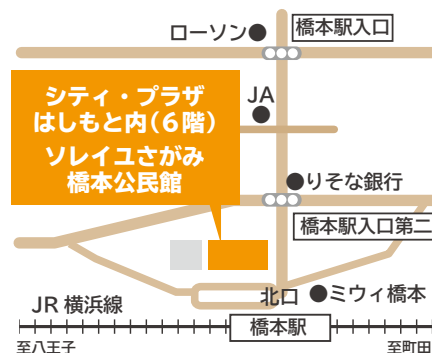 ローソン
橋本駅入口
シティ・プラザ
はしもと内（6階）
ソレイユさがみ
橋本公民館
JA
りそな銀行
橋本駅入口第二
北口
ミウィ橋本
JR 横浜線
橋本駅
至八王子
至町田